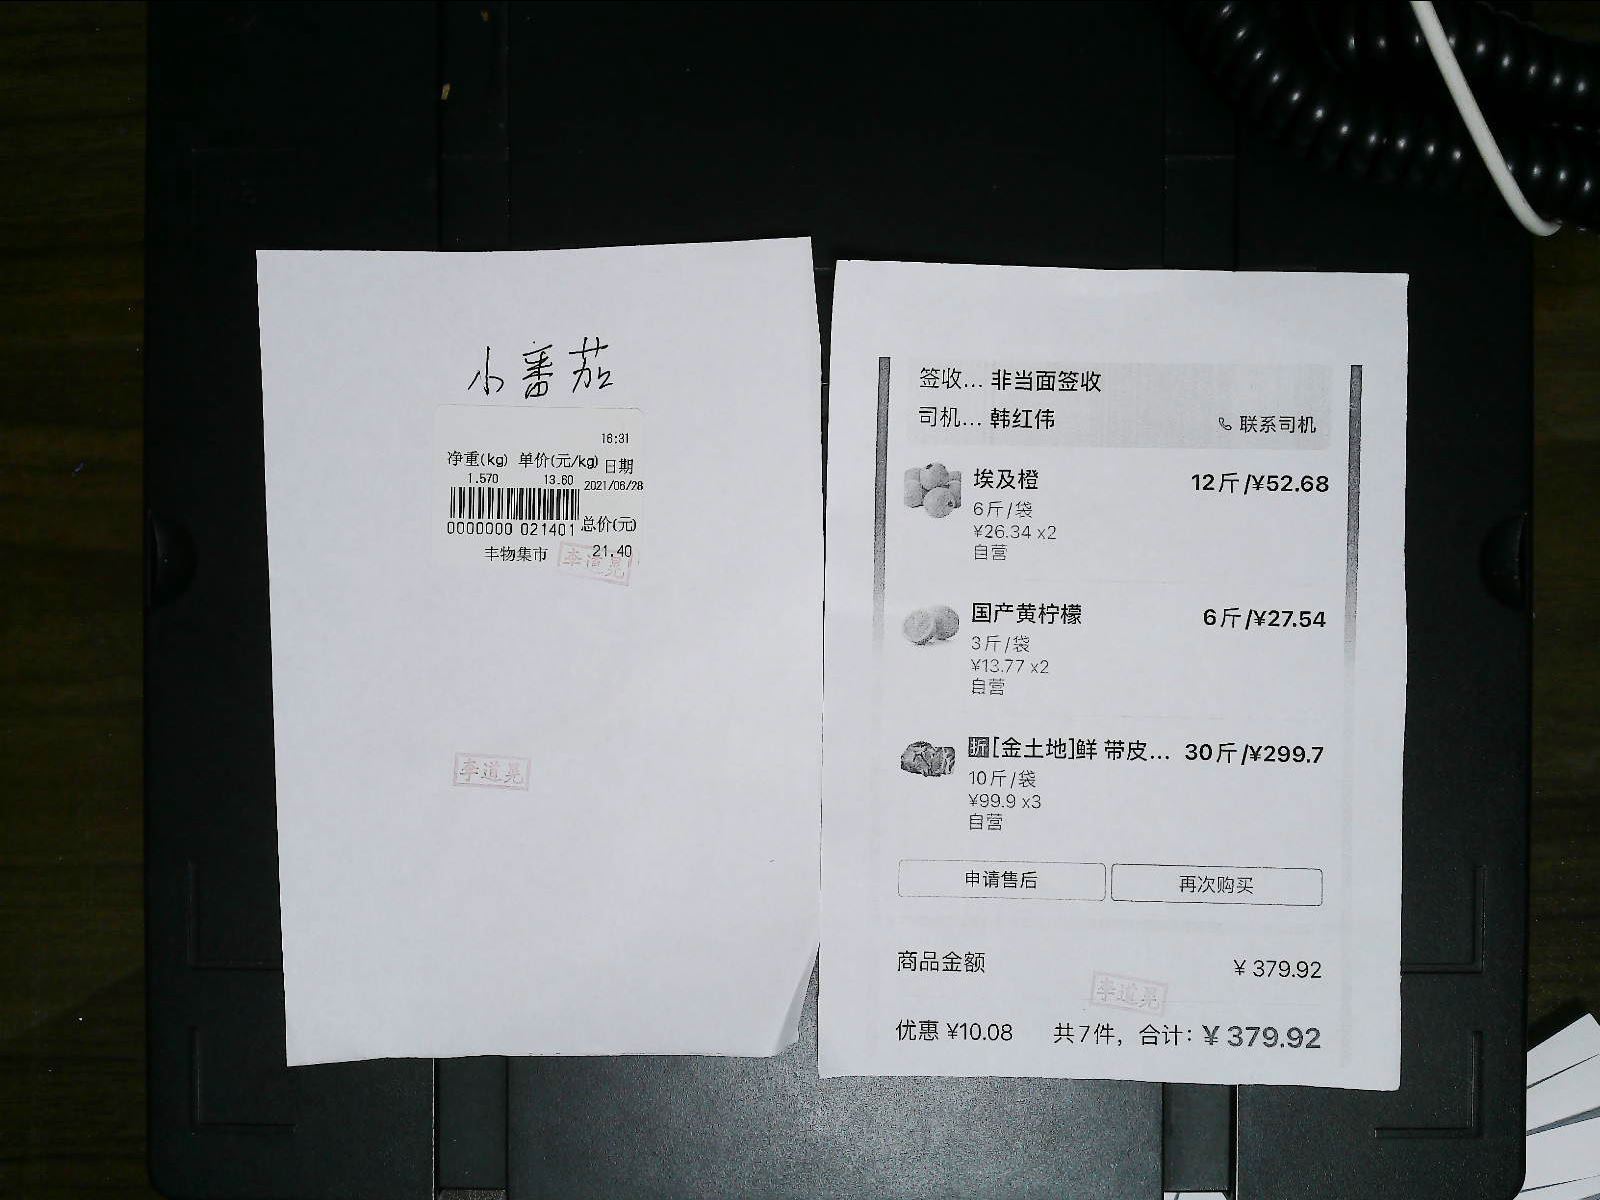 小番茄
16:31
净重(kg) 单价(元/kg) 日期
1.570 13.60 2021/06/28
0000000 021401 总价(元)
丰物集市 21.40
李道晃
李道晃
签收... 非当面签收
司机... 韩红伟 联系司机
埃及橙 12斤/¥52.68
6斤/袋
¥26.34 x2
自营
国产黄柠檬 6斤/¥27.54
3斤/袋
¥13.77 x2
自营
折[金土地]鲜 带皮... 30斤/¥299.7
10斤/袋
¥99.9 x3
自营
申请售后 再次购买
商品金额 ¥ 379.92
李道晃
优惠 ¥10.08 共7件，合计：¥ 379.92